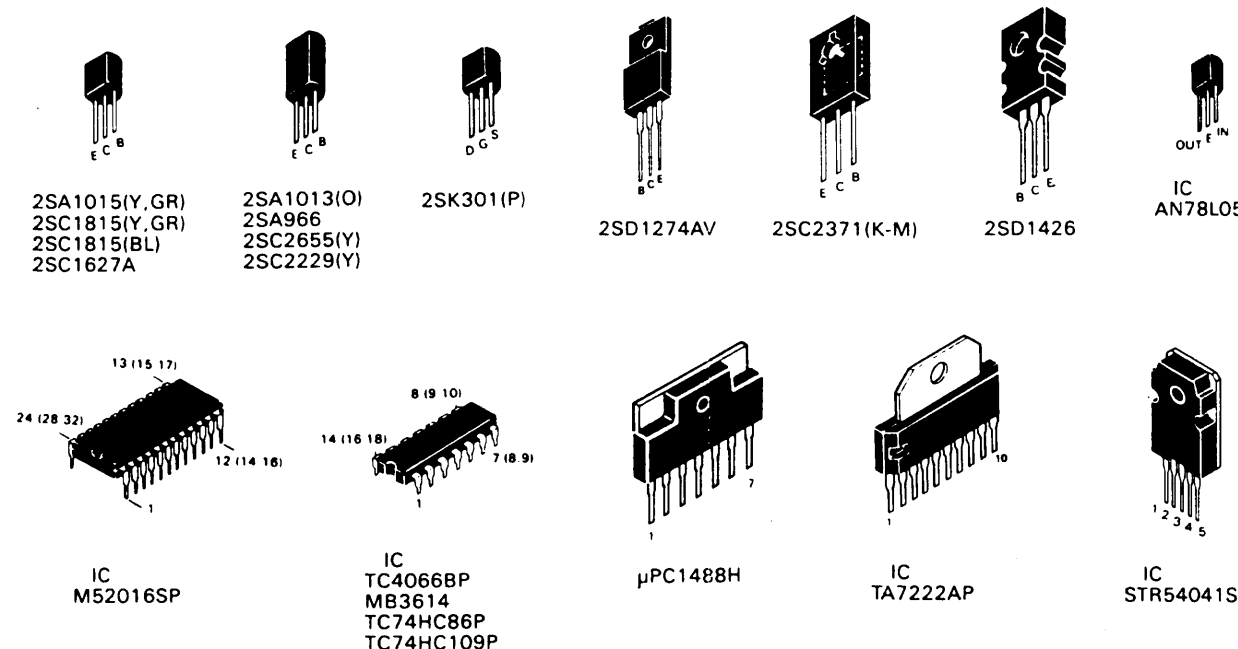 E C B
2SA1015(Y,GR)
2SC1815(Y,GR)
2SC1815(BL)
2SC1627A
E C B
2SA1013(O)
2SA966
2SC2655(Y)
2SC2229(Y)
D G S
2SK301(P)
B C E
2SD1274AV
E C B
2SC2371(K-M)
B C E
2SD1426
OUT E IN
IC
AN78L05
13 (15 17)
24 (28 32)
12 (14 16)
1
IC
M52016SP
8 (9 10)
14 (16 18)
7 (8.9)
1
IC
TC4066BP
MB3614
TC74HC86P
TC74HC109P
7
1
µPC1488H
10
1
IC
TA7222AP
1 2 3 4 5
IC
STR54041S